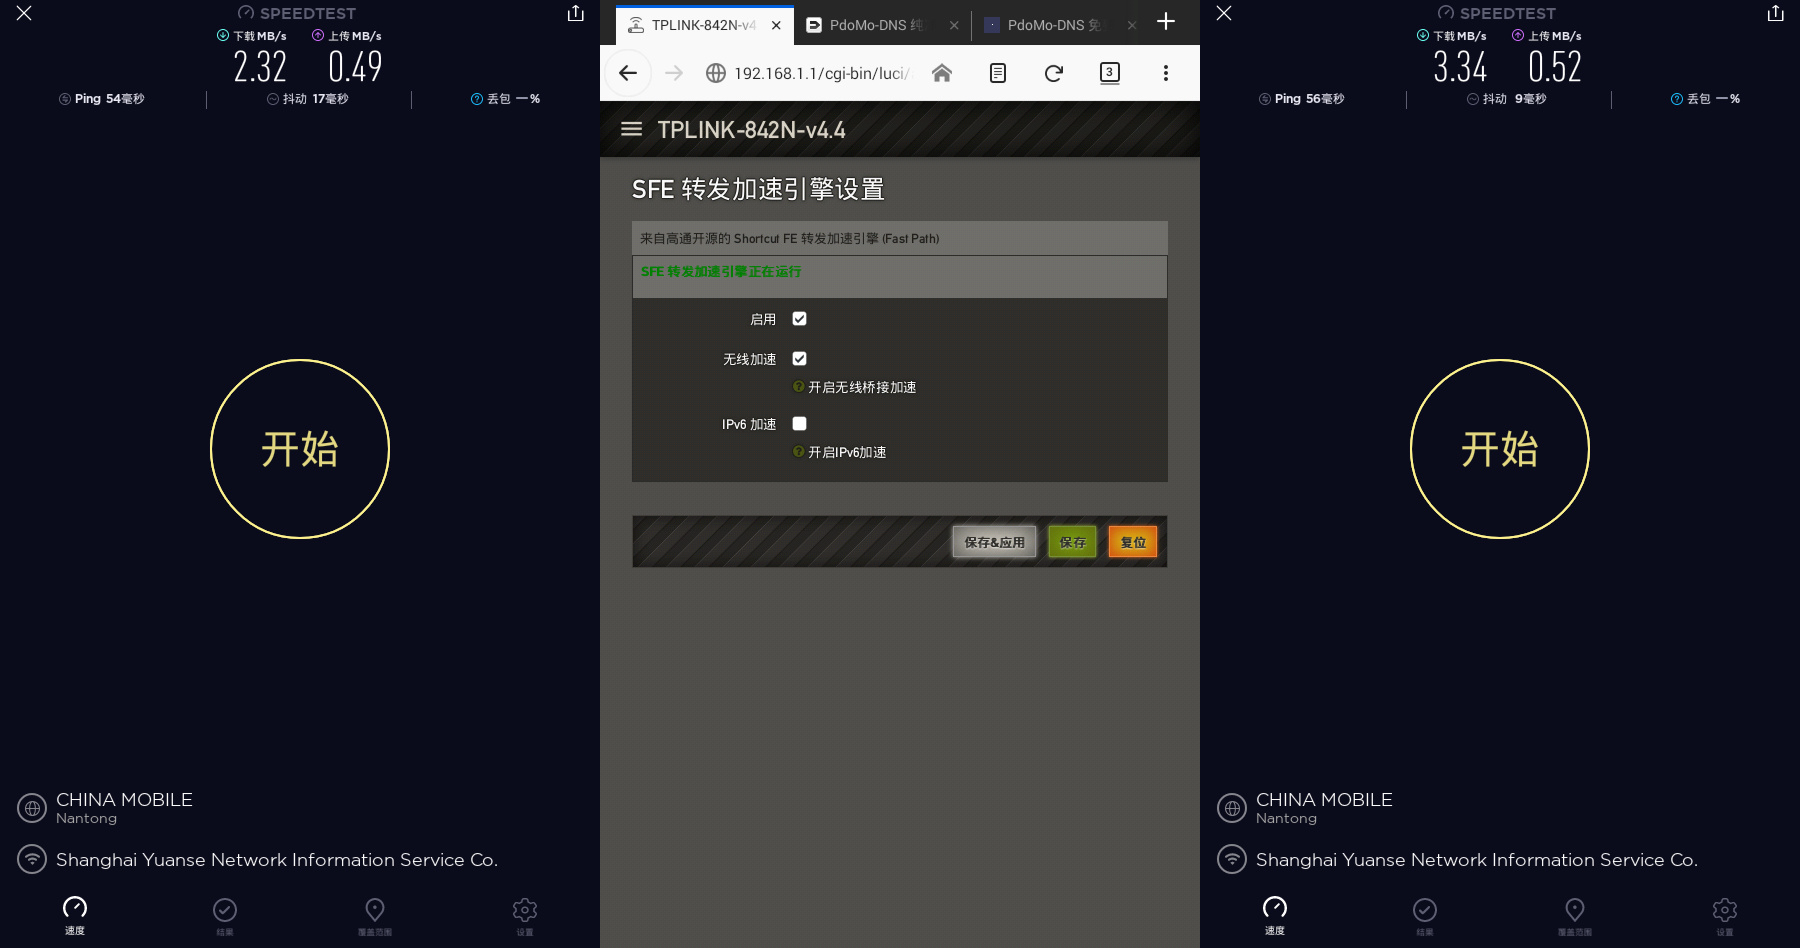 SPEEDTEST
下载 MB/s 上传 MB/s
2.32 0.49
Ping 54毫秒 抖动 17毫秒 丢包 — %
开始
CHINA MOBILE
Nantong
Shanghai Yuanse Network Information Service Co.
速度 结果 覆盖范围 设置
TPLINK-842N-v4 PdoMo-DNS 纯 PdoMo-DNS 免
192.168.1.1/cgi-bin/luci/ 3
TPLINK-842N-v4.4
SFE 转发加速引擎设置
来自高通开源的 Shortcut FE 转发加速引擎 (Fast Path)
SFE 转发加速引擎正在运行
启用
无线加速
开启无线桥接加速
IPv6 加速
开启IPv6加速
保存&应用 保存 复位
SPEEDTEST
下载 MB/s 上传 MB/s
3.34 0.52
Ping 56毫秒 抖动 9毫秒 丢包 — %
开始
CHINA MOBILE
Nantong
Shanghai Yuanse Network Information Service Co.
速度 结果 覆盖范围 设置